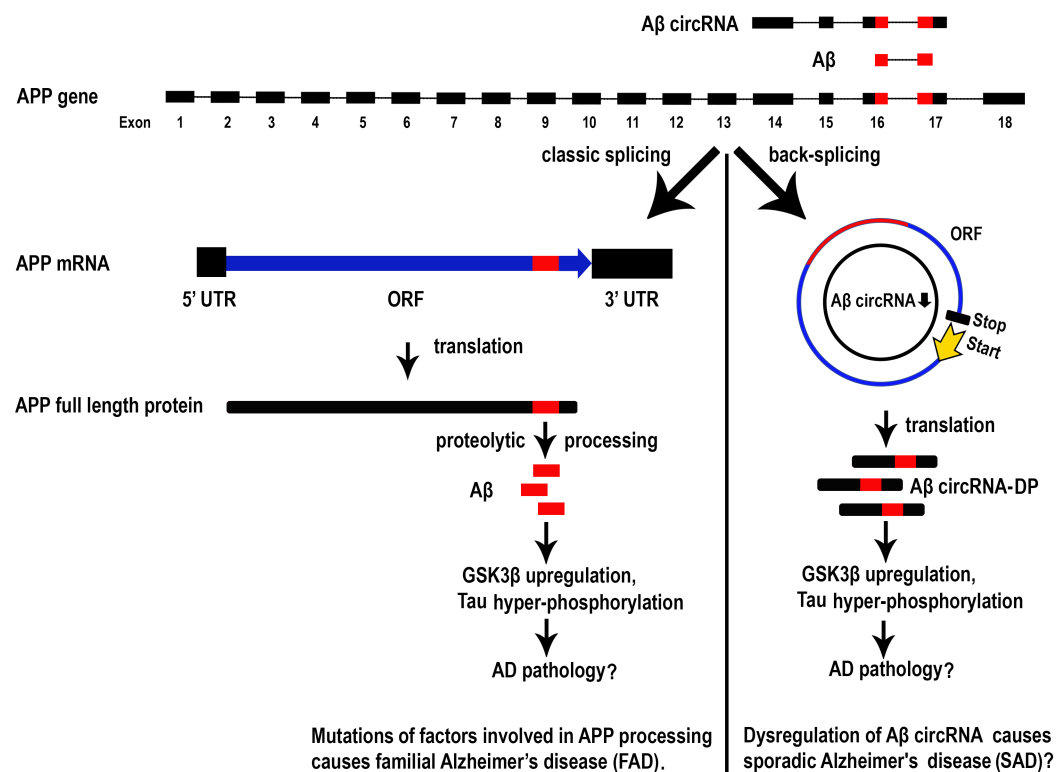 Aβ circRNA
Aβ
APP gene
Exon 1 2 3 4 5 6 7 8 9 10 11 12 13 14 15 16 17 18
classic splicing
back-splicing
APP mRNA
5’ UTR
ORF
3’ UTR
ORF
Aβ circRNA
Stop
Start
translation
translation
APP full length protein
proteolytic processing
Aβ
Aβ circRNA-DP
GSK3β upregulation,
Tau hyper-phosphorylation
GSK3β upregulation,
Tau hyper-phosphorylation
AD pathology?
AD pathology?
Mutations of factors involved in APP processing
causes familial Alzheimer’s disease (FAD).
Dysregulation of Aβ circRNA causes
sporadic Alzheimer's disease (SAD)?